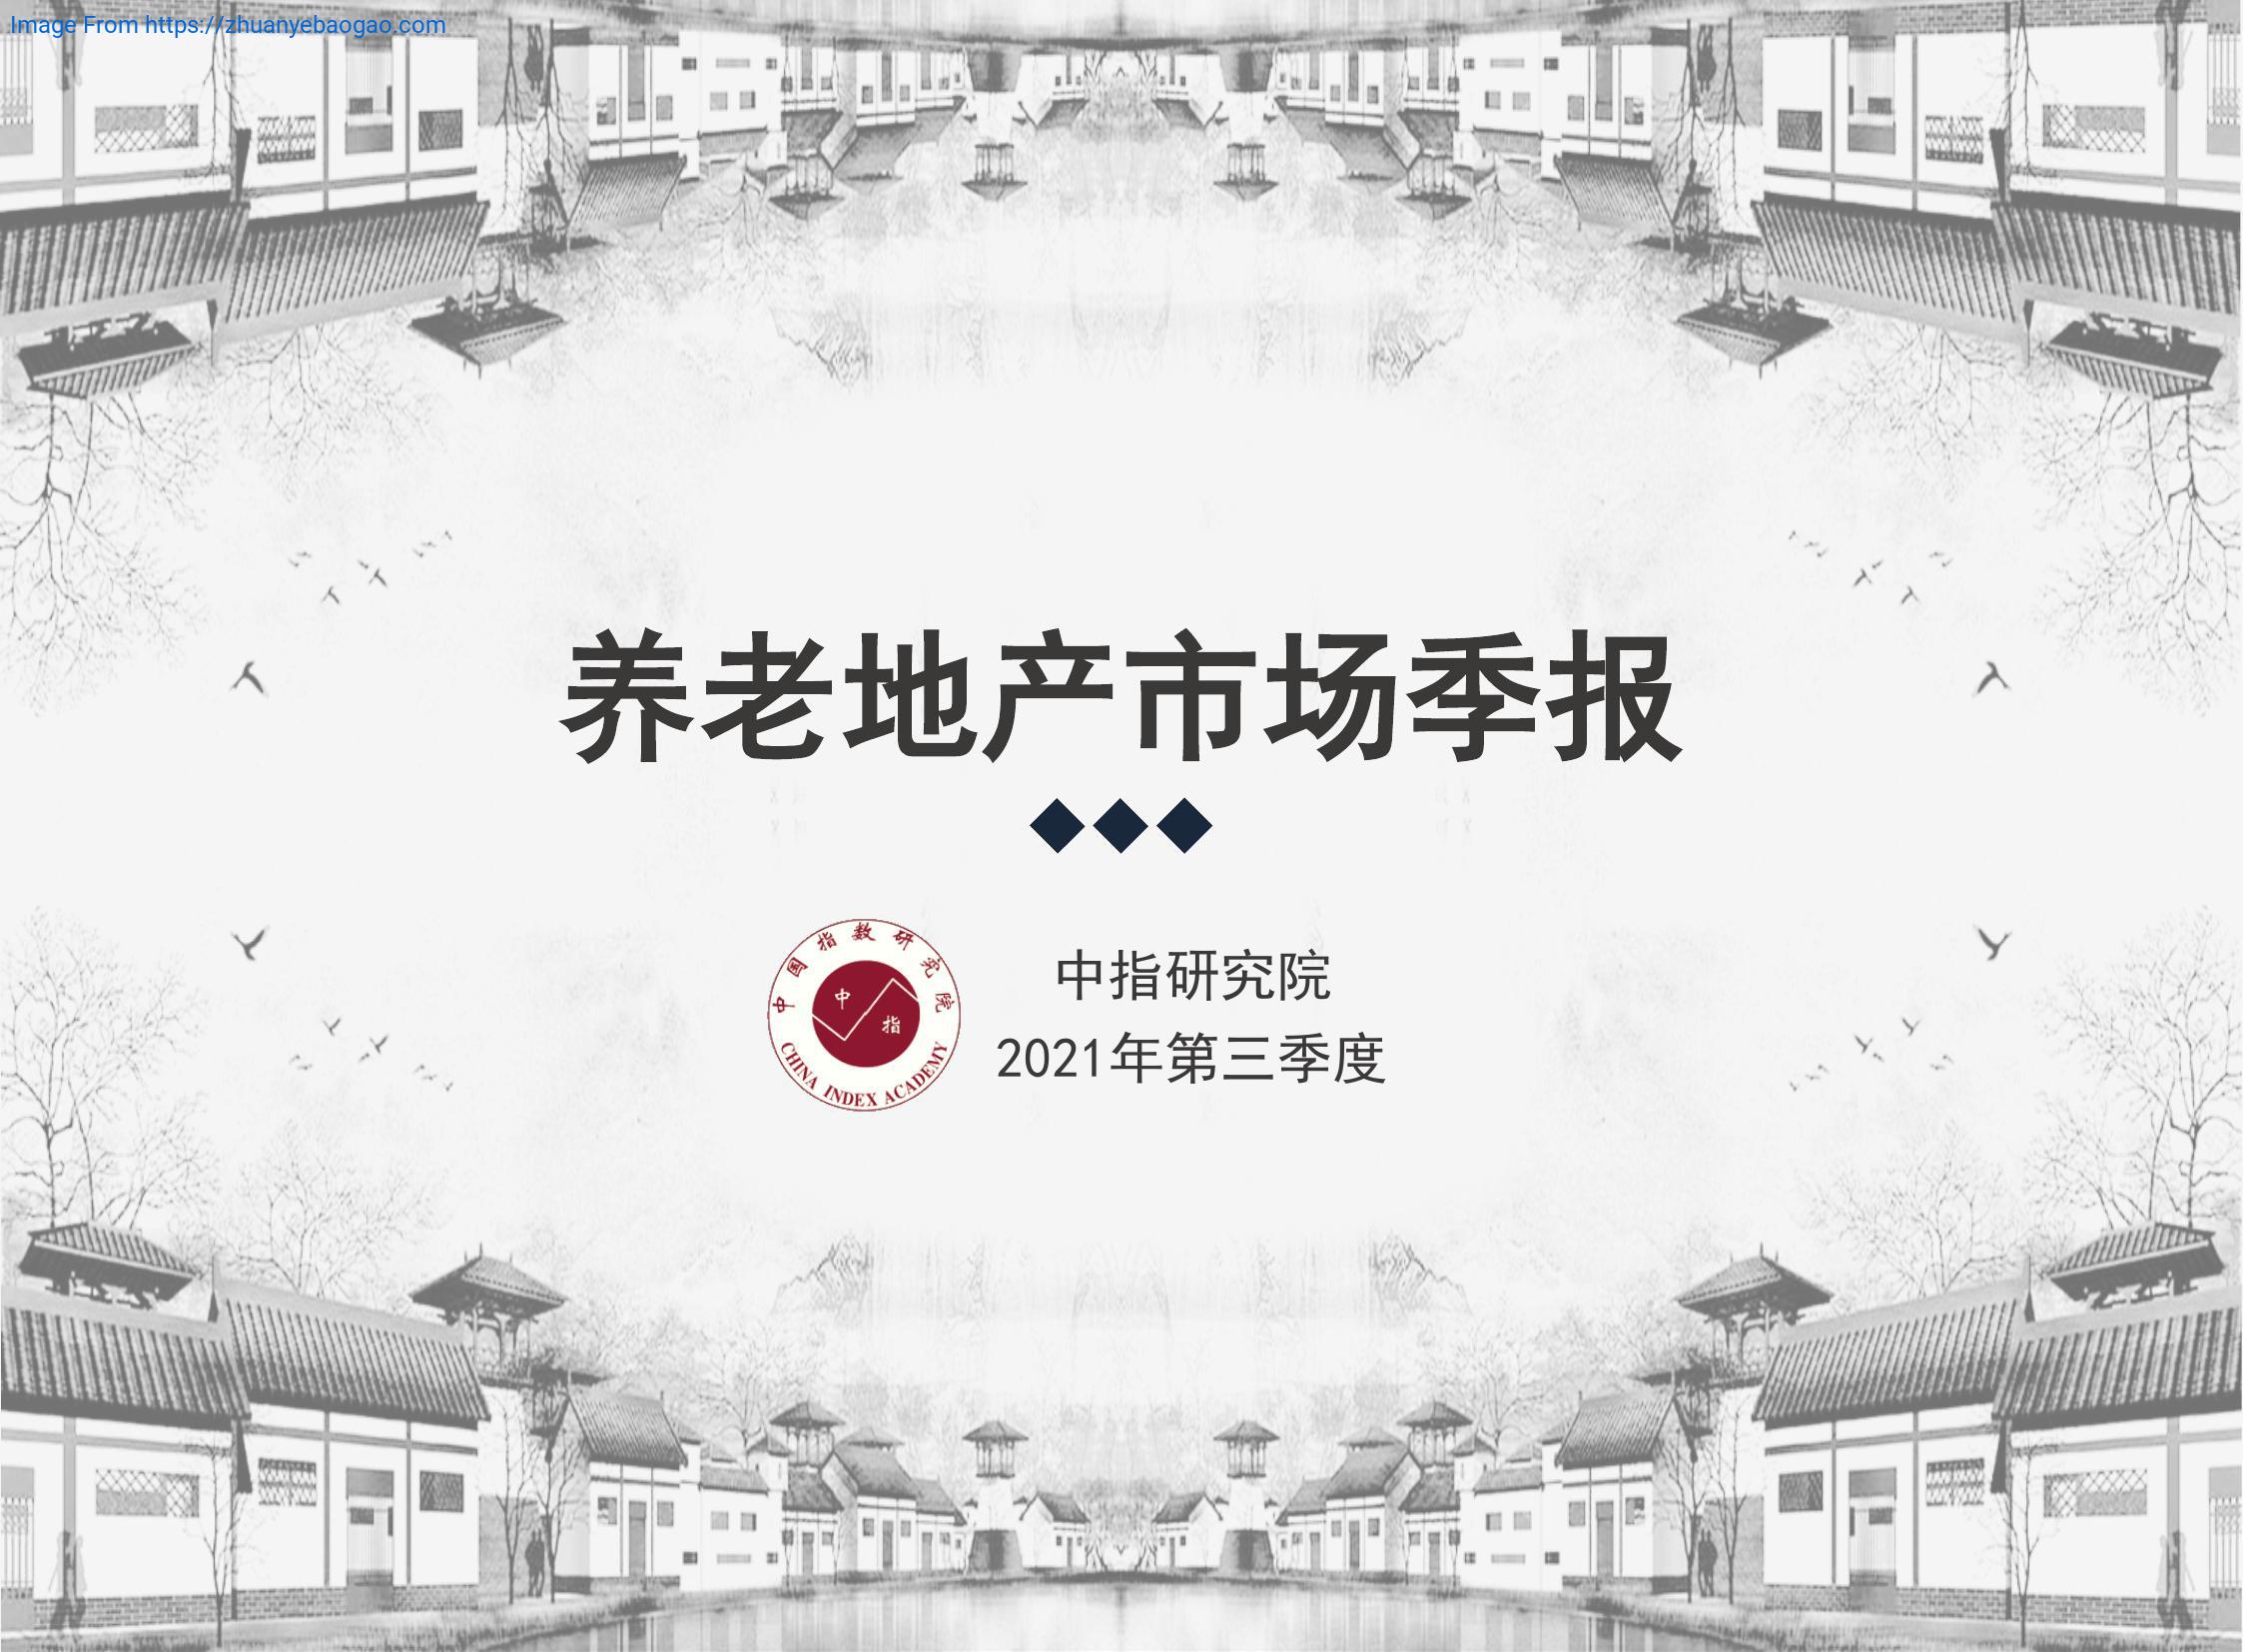 Image From https://zhuanyebaogao.com
养老地产市场季报
中国指数研究院
中
指
CHINA INDEX ACADEMY
中指研究院
2021年第三季度